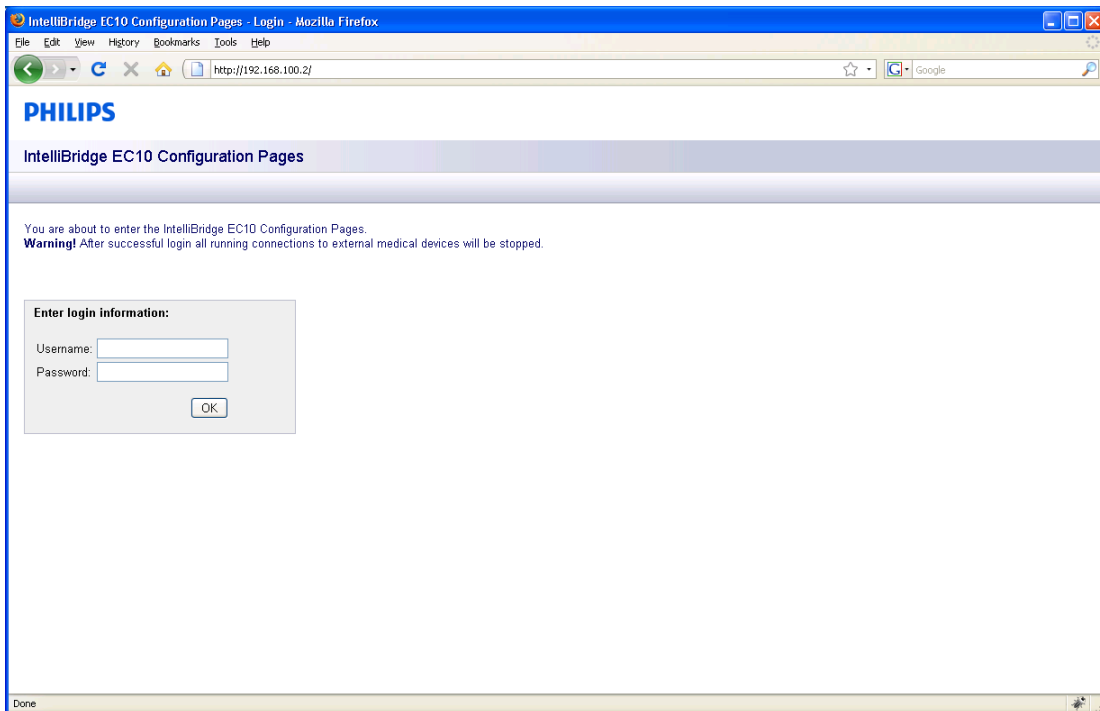 IntelliBridge EC10 Configuration Pages - Login - Mozilla Firefox
File Edit View History Bookmarks Tools Help
http://192.168.100.2/
G Google
PHILIPS
IntelliBridge EC10 Configuration Pages
You are about to enter the IntelliBridge EC10 Configuration Pages.
Warning! After successful login all running connections to external medical devices will be stopped.
Enter login information:
Username:
Password:
OK
Done